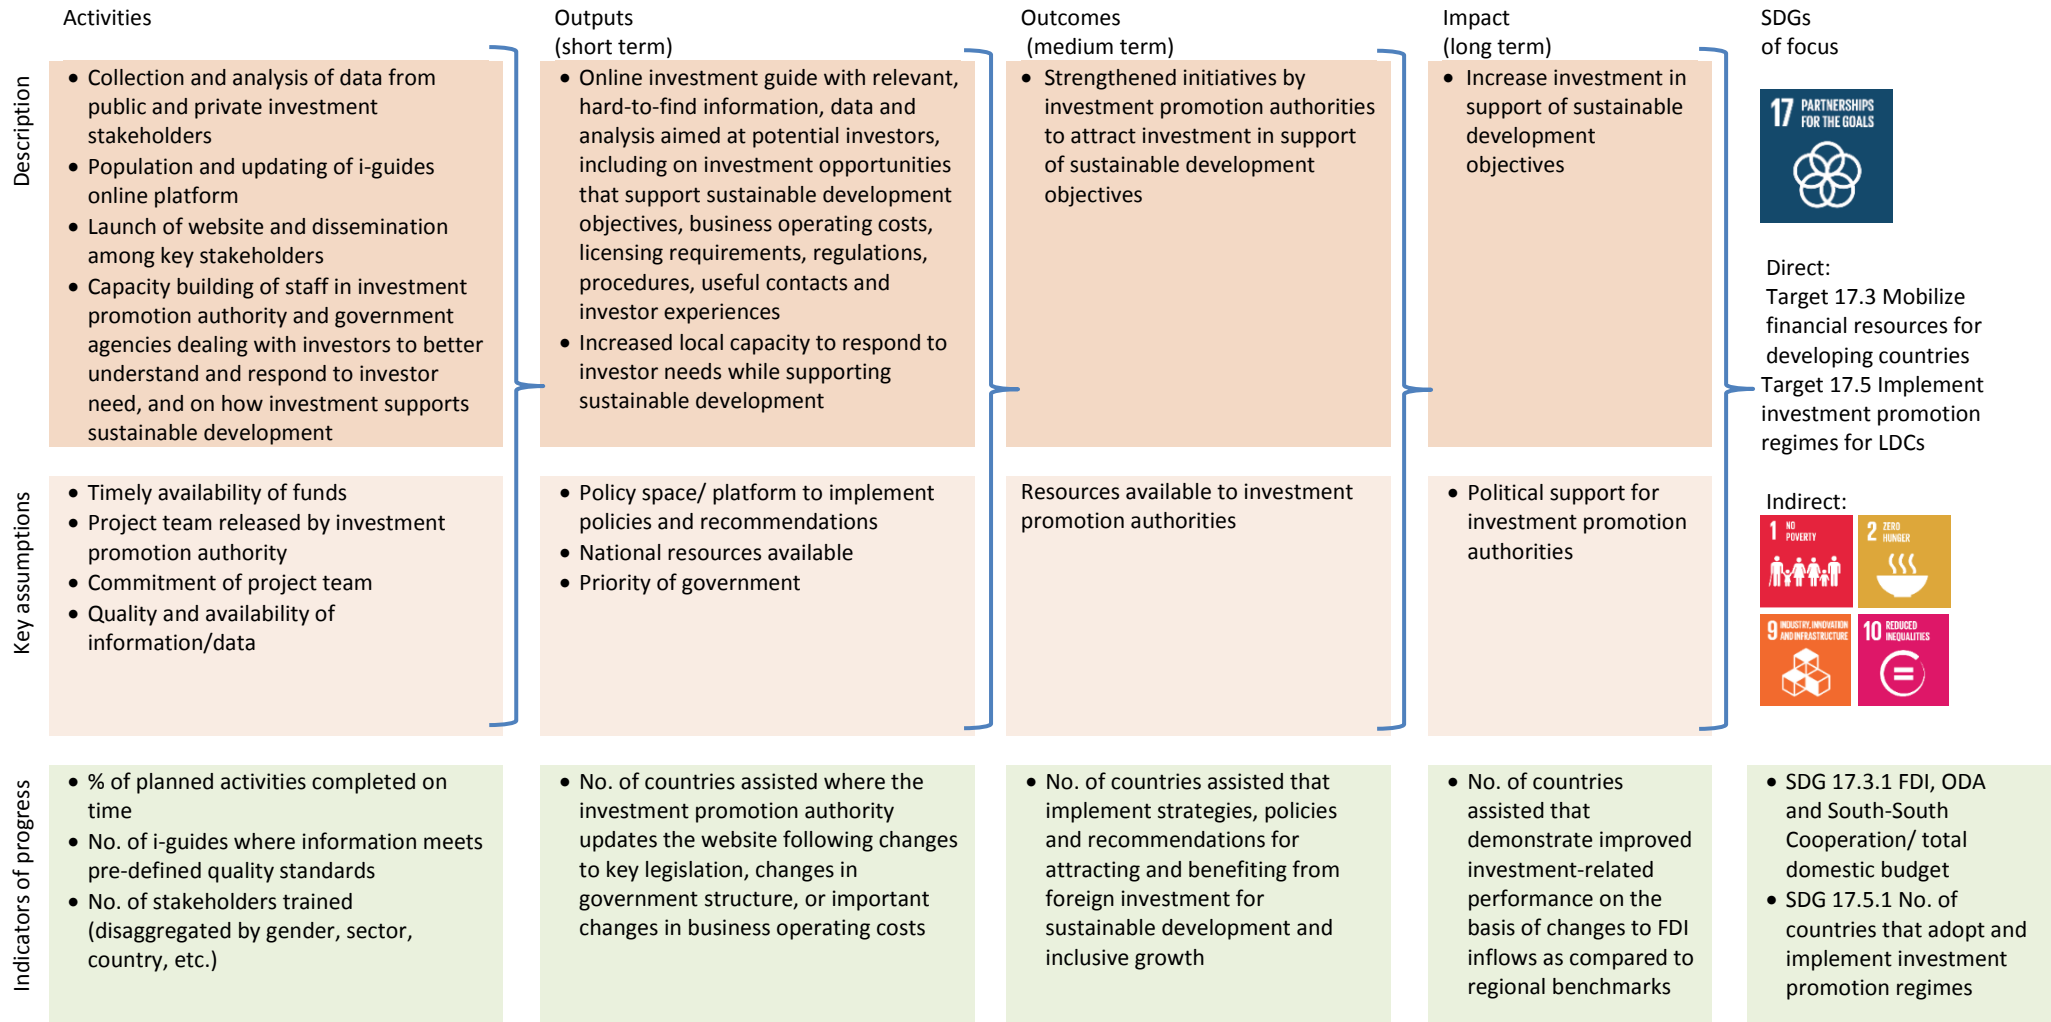 Activities
Outputs
(short term)
Outcomes
(medium term)
Impact
(long term)
SDGs
of focus
Description
• Collection and analysis of data from
public and private investment
stakeholders
• Population and updating of i-guides
online platform
• Launch of website and dissemination
among key stakeholders
• Capacity building of staff in investment
promotion authority and government
agencies dealing with investors to better
understand and respond to investor
need, and on how investment supports
sustainable development
• Online investment guide with relevant,
hard-to-find information, data and
analysis aimed at potential investors,
including on investment opportunities
that support sustainable development
objectives, business operating costs,
licensing requirements, regulations,
procedures, useful contacts and
investor experiences
• Increased local capacity to respond to
investor needs while supporting
sustainable development
• Strengthened initiatives by
investment promotion authorities
to attract investment in support
of sustainable development
objectives
• Increase investment in
support of sustainable
development
objectives
17 PARTNERSHIPS
FOR THE GOALS
Direct:
Target 17.3 Mobilize
financial resources for
developing countries
Target 17.5 Implement
investment promotion
regimes for LDCs
Key assumptions
• Timely availability of funds
• Project team released by investment
promotion authority
• Commitment of project team
• Quality and availability of
information/data
• Policy space/ platform to implement
policies and recommendations
• National resources available
• Priority of government
Resources available to investment
promotion authorities
• Political support for
investment promotion
authorities
Indirect:
1 NO
POVERTY
2 ZERO
HUNGER
9 INDUSTRY, INNOVATION
AND INFRASTRUCTURE
10 REDUCED
INEQUALITIES
Indicators of progress
• % of planned activities completed on
time
• No. of i-guides where information meets
pre-defined quality standards
• No. of stakeholders trained
(disaggregated by gender, sector,
country, etc.)
• No. of countries assisted where the
investment promotion authority
updates the website following changes
to key legislation, changes in
government structure, or important
changes in business operating costs
• No. of countries assisted that
implement strategies, policies
and recommendations for
attracting and benefiting from
foreign investment for
sustainable development and
inclusive growth
• No. of countries
assisted that
demonstrate improved
investment-related
performance on the
basis of changes to FDI
inflows as compared to
regional benchmarks
• SDG 17.3.1 FDI, ODA
and South-South
Cooperation/ total
domestic budget
• SDG 17.5.1 No. of
countries that adopt and
implement investment
promotion regimes